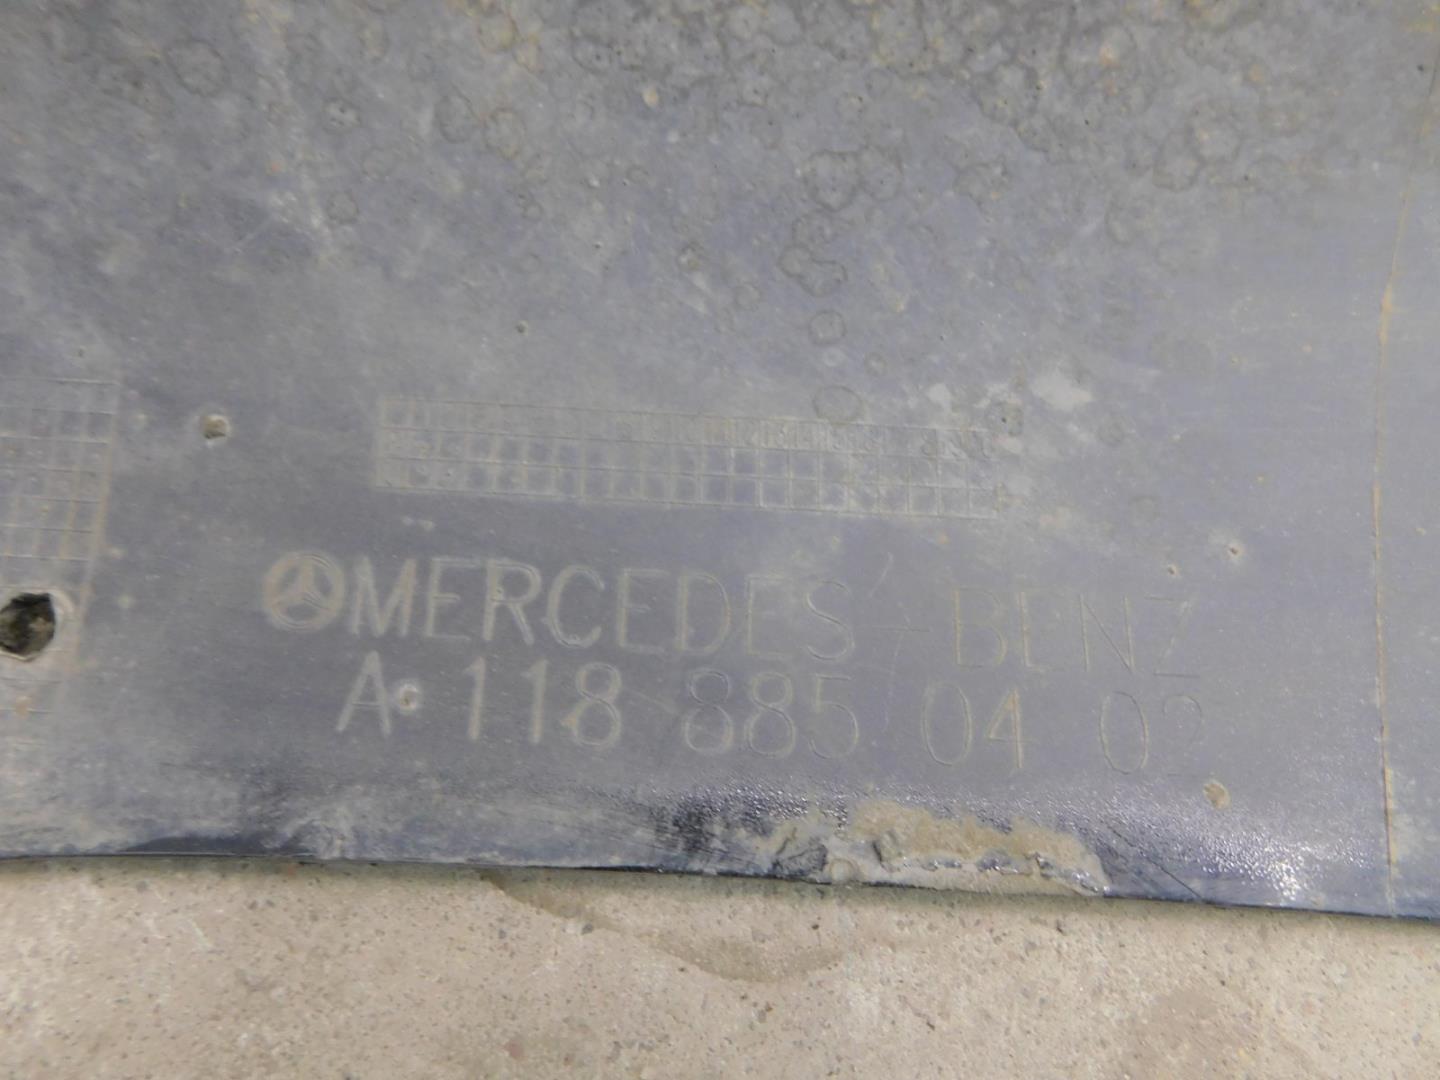 MERCEDES-BENZ
A 118 885 04 02